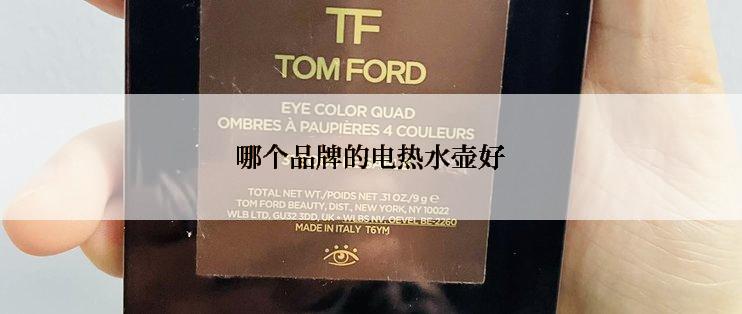 TF
TOM FORD
EYE COLOR QUAD
OMBRES À PAUPIÈRES 4 COULEURS
哪个品牌的电热水壶好
TOTAL NET WT./POIDS NET .31 OZ./9 g ℮
TOM FORD BEAUTY, DIST., NEW YORK, NY 10022
WLB LTD, GU32 3DD, UK • WLBS NV, OEVEL BE-2260
MADE IN ITALY T6YM